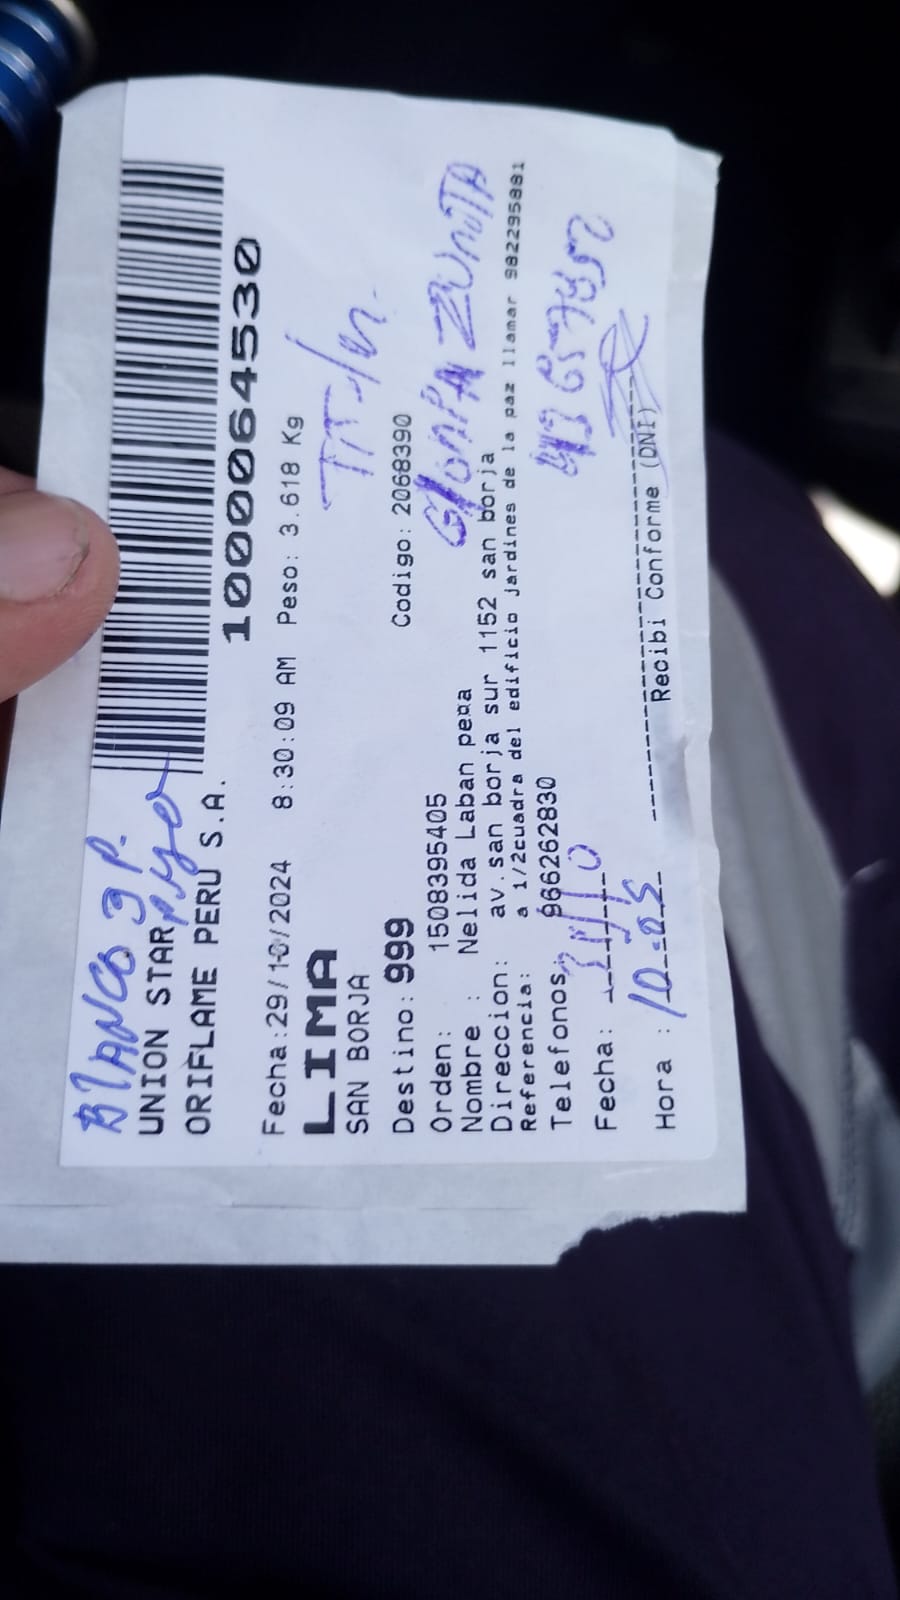 BlANCO 3 P.
UNION STAR
ORIFLAME PERU S.A.
1000064530
Fecha:29/10/2024 8:30:09 AM Peso: 3.618 Kg
LIMA
SAN BORJA
Destino: 999 Codigo: 2068390
Orden: 1508395405
Nombre : Nelida Laban pena
Direccion: av.san borja sur 1152 san borja
Referencia: a 1/2cuadra del edificio jardines de la paz llamar 982295881
Telefonos: 966262830
Fecha: 31/10
Hora : 10-05 Recibi Conforme (DNI)